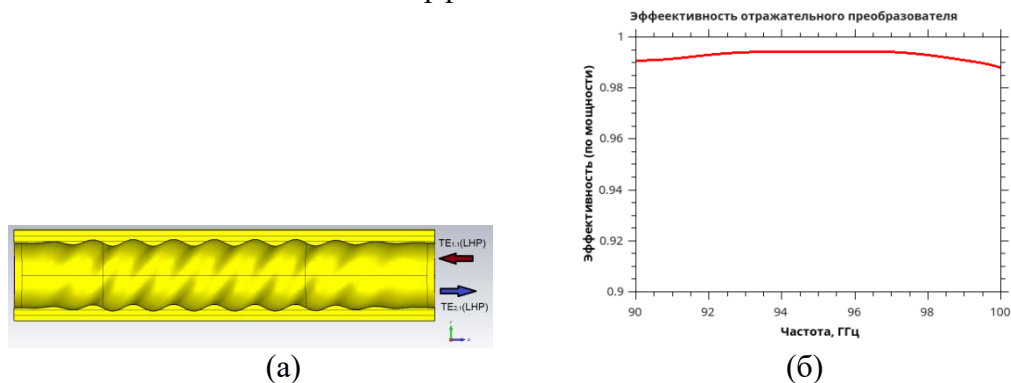 Эффеективность отражательного преобразователя
1
0.98
0.96
0.94
0.92
0.9
Эффективность (по мощности)
90
92
94
96
98
100
Частота, ГГц
TE1.1(LHP)
TE2.1(LHP)
(а)
(б)